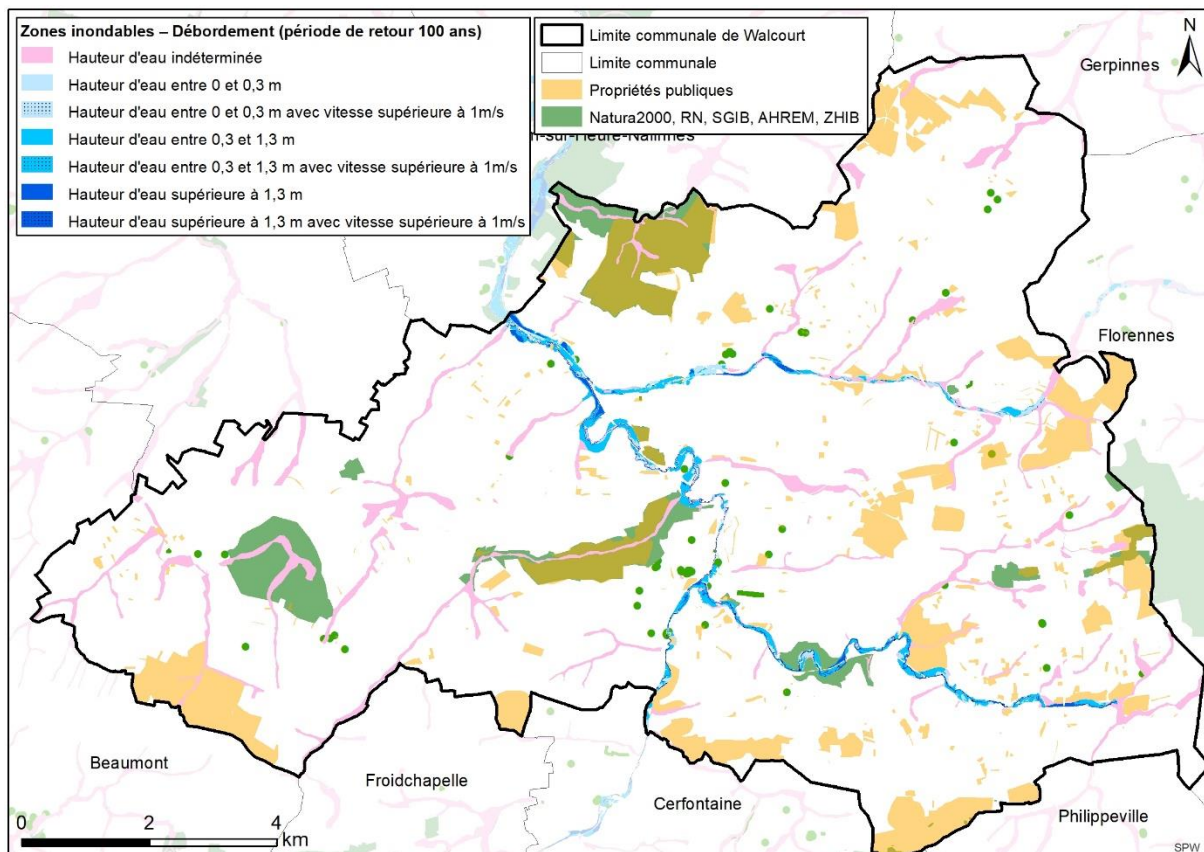 Zones inondables – Débordement (période de retour 100 ans)
Hauteur d'eau indéterminée
Hauteur d'eau entre 0 et 0,3 m
Hauteur d'eau entre 0 et 0,3 m avec vitesse supérieure à 1m/s
Hauteur d'eau entre 0,3 et 1,3 m
Hauteur d'eau entre 0,3 et 1,3 m avec vitesse supérieure à 1m/s
Hauteur d'eau supérieure à 1,3 m
Hauteur d'eau supérieure à 1,3 m avec vitesse supérieure à 1m/s
Limite communale de Walcourt
Limite communale
Propriétés publiques
Natura2000, RN, SGIB, AHREM, ZHIB
N
Gerpinnes
Florennes
Beaumont
Froidchapelle
Cerfontaine
Philippeville
0 2 4
km
SPW